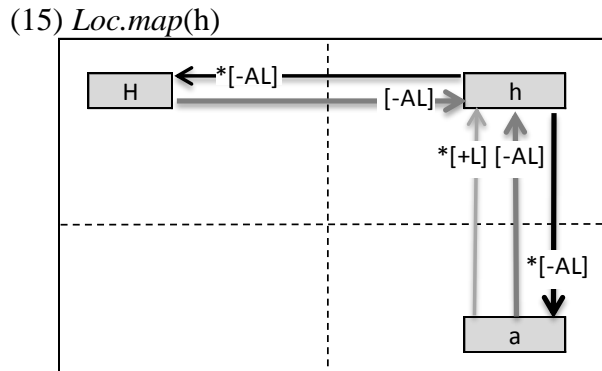 (15) Loc.map(h)
*[-AL]
H
h
[-AL]
*[+L] [-AL]
*[-AL]
a